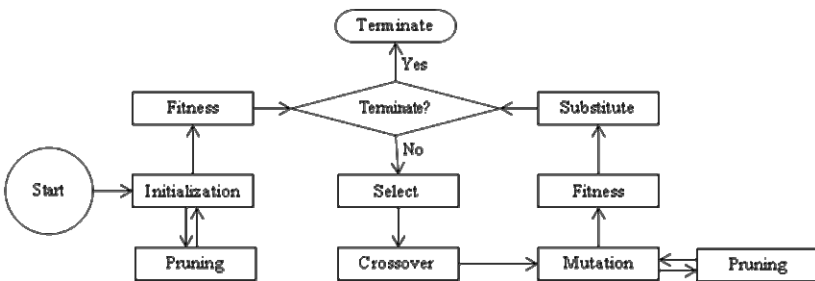 Terminate
Yes
Fitness
Terminate?
Substitute
No
Start
Initialization
Select
Fitness
Pruning
Crossover
Mutation
Pruning